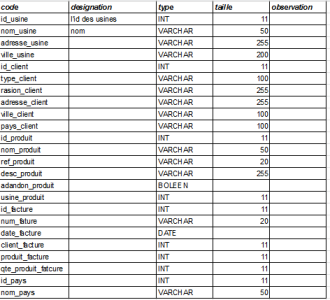 code designation type taille observation
id_usine l'id des usines INT 11
nom_usine nom VARCHAR 50
adresse_usine VARCHAR 255
ville_usine VARCHAR 200
id_client INT 11
type_client VARCHAR 100
rasion_client VARCHAR 255
adresse_client VARCHAR 255
ville_client VARCHAR 100
pays_client VARCHAR 100
id_produit INT 11
nom_produit VARCHAR 50
ref_produit VARCHAR 20
desc_produit VARCHAR 255
adandon_produit BOLEEN
usine_produit INT 11
id_facture INT 11
num_fature VARCHAR 20
date_facture DATE
client_facture INT 11
produit_facture INT 11
qte_produit_fatcure INT 11
id_pays INT 11
nom_pays VARCHAR 50